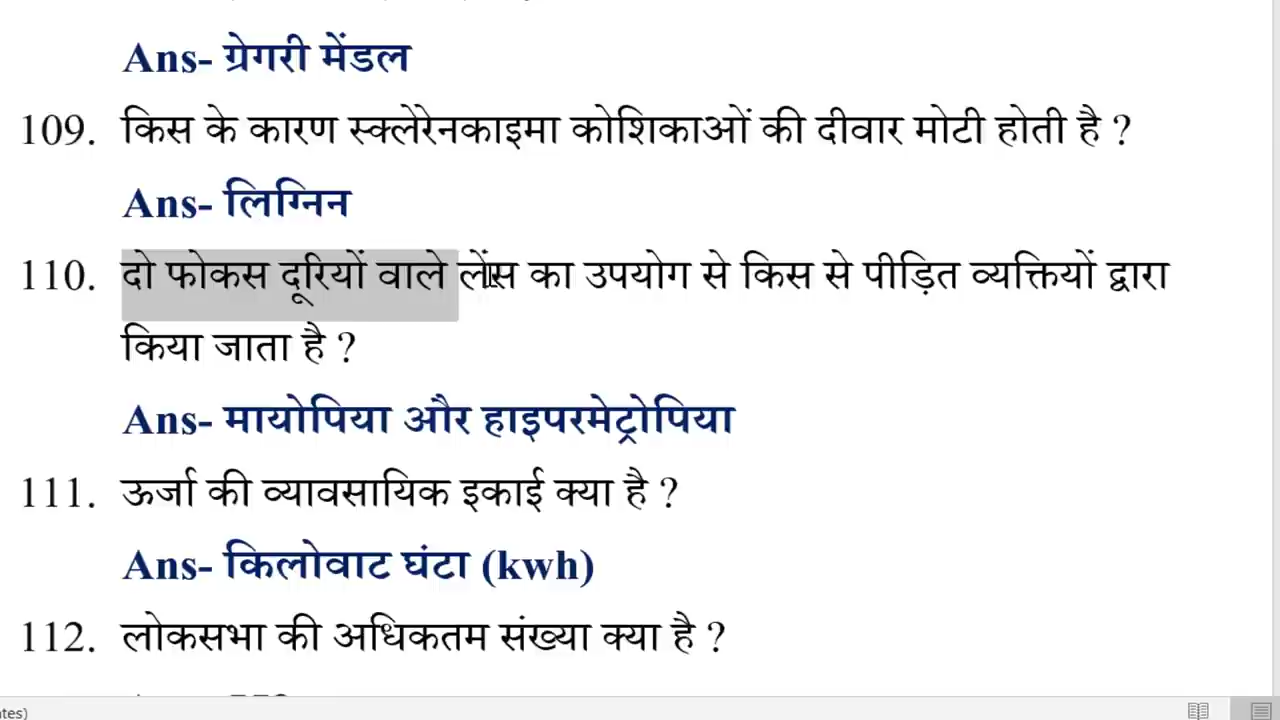 Ans- ग्रेगरी मेंडल
109. किस के कारण स्क्लेरेनकाइमा कोशिकाओं की दीवार मोटी होती है ?
Ans- लिग्निन
110. दो फोकस दूरियों वाले लेंस का उपयोग से किस से पीड़ित व्यक्तियों द्वारा
किया जाता है ?
Ans- मायोपिया और हाइपरमेट्रोपिया
111. ऊर्जा की व्यावसायिक इकाई क्या है ?
Ans- किलोवाट घंटा (kwh)
112. लोकसभा की अधिकतम संख्या क्या है ?